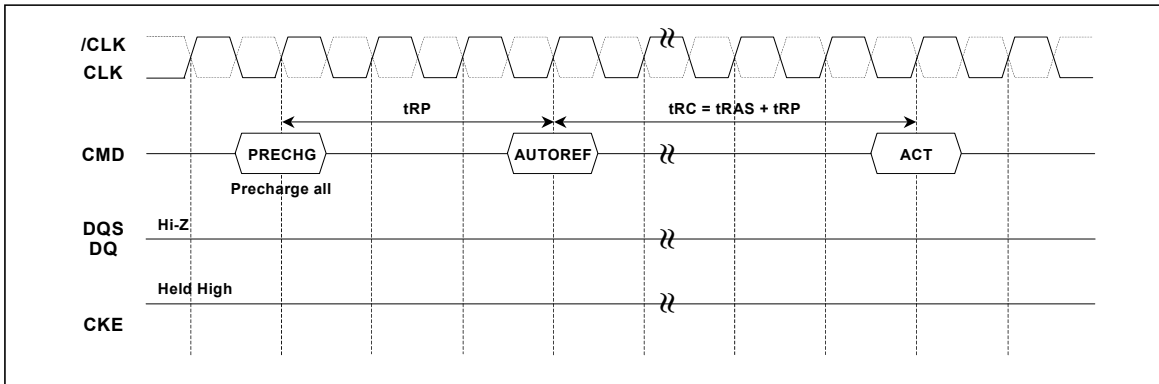 /CLK
CLK
tRP
tRC = tRAS + tRP
CMD
PRECHG
AUTOREF
ACT
Precharge all
DQS
DQ
Hi-Z
Held High
CKE